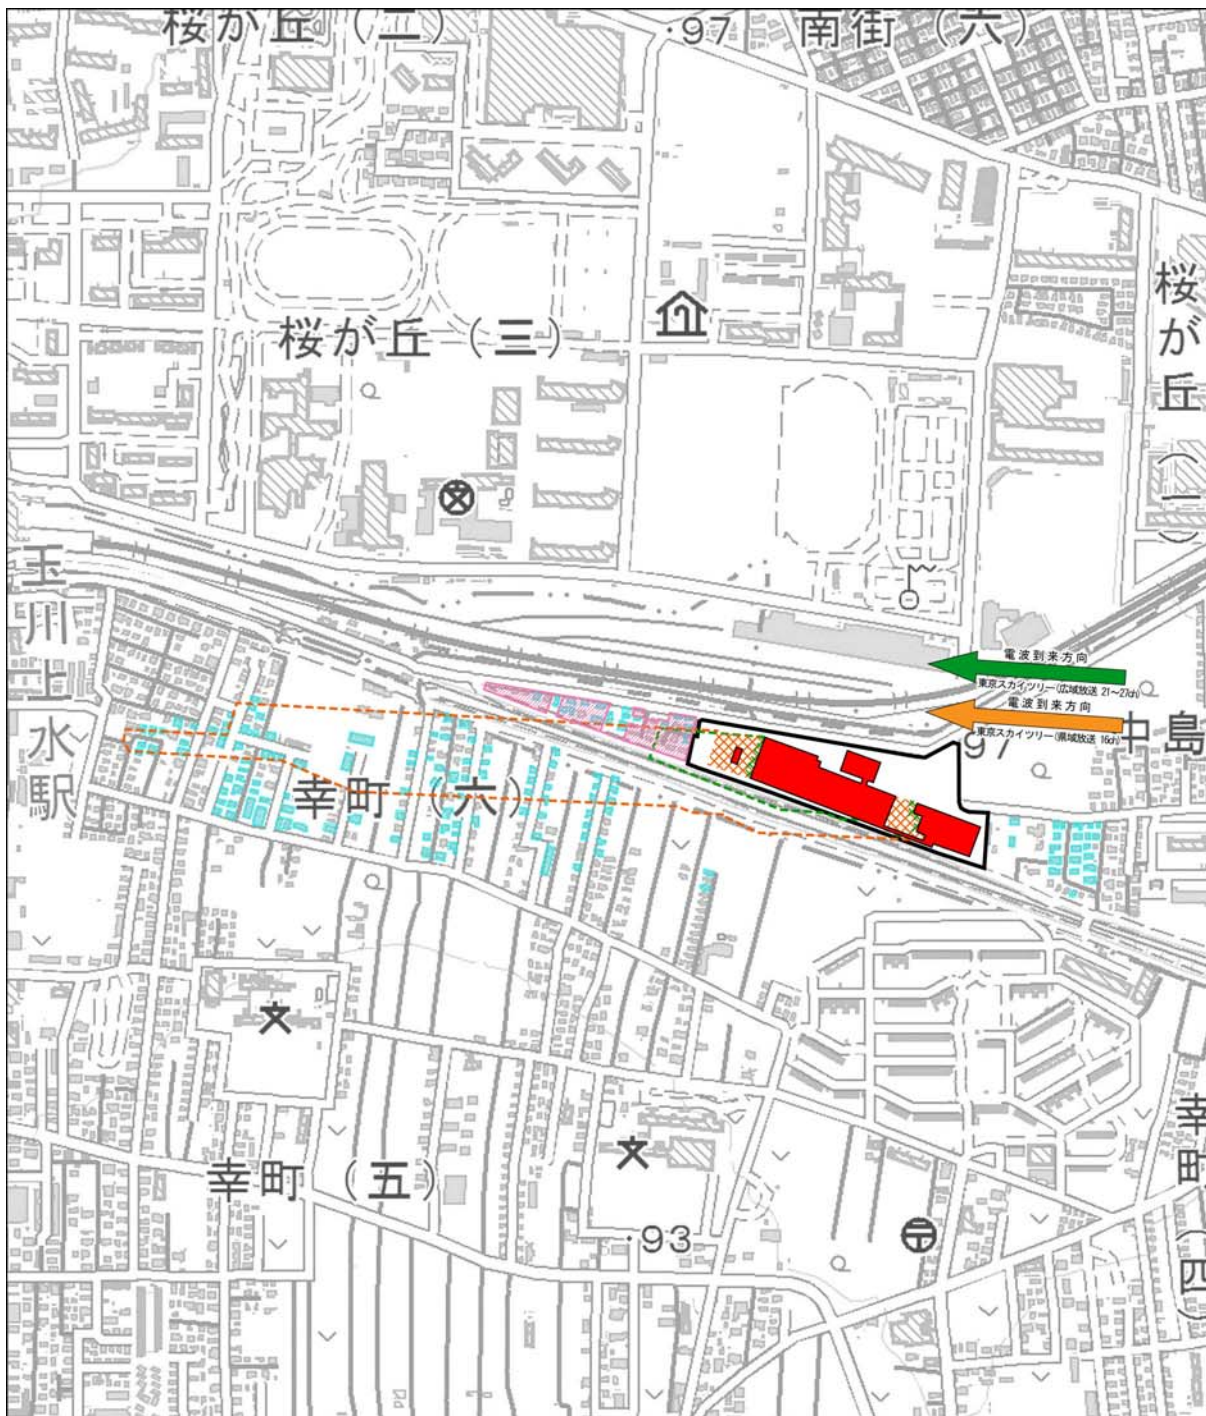 桜が丘（二）
・97
南街（六）
桜が丘（三）
桜が丘（一）
玉川上水駅
電波到来方向
東京スカイツリー(広域放送 21～27ch)
電波到来方向
東京スカイツリー(県域放送 16ch)
中島
97
幸町（六）
幸町（五）
・93
幸町（四）